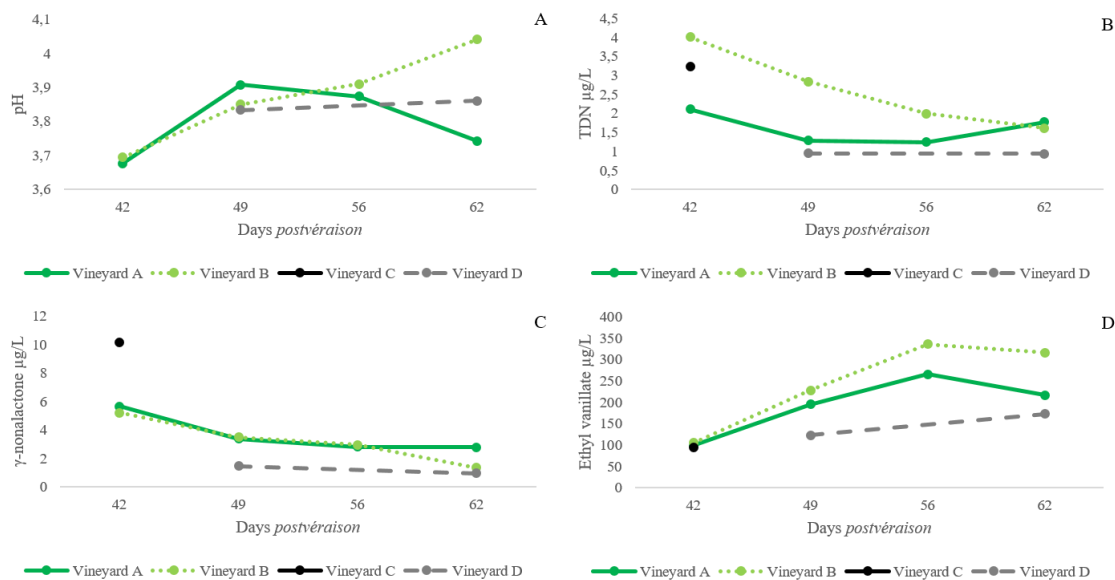 A
4,1
4
3,9
3,8
3,7
3,6
pH
42 49 56 62
Days postvéraison
Vineyard A Vineyard B Vineyard C Vineyard D
B
4,5
4
3,5
3
2,5
2
1,5
1
0,5
0
TDN µg/L
42 49 56 62
Days postvéraison
Vineyard A Vineyard B Vineyard C Vineyard D
C
12
10
8
6
4
2
0
γ-nonalactone µg/L
42 49 56 62
Days postvéraison
Vineyard A Vineyard B Vineyard C Vineyard D
D
400
350
300
250
200
150
100
50
0
Ethyl vanillate µg/L
42 49 56 62
Days postvéraison
Vineyard A Vineyard B Vineyard C Vineyard D